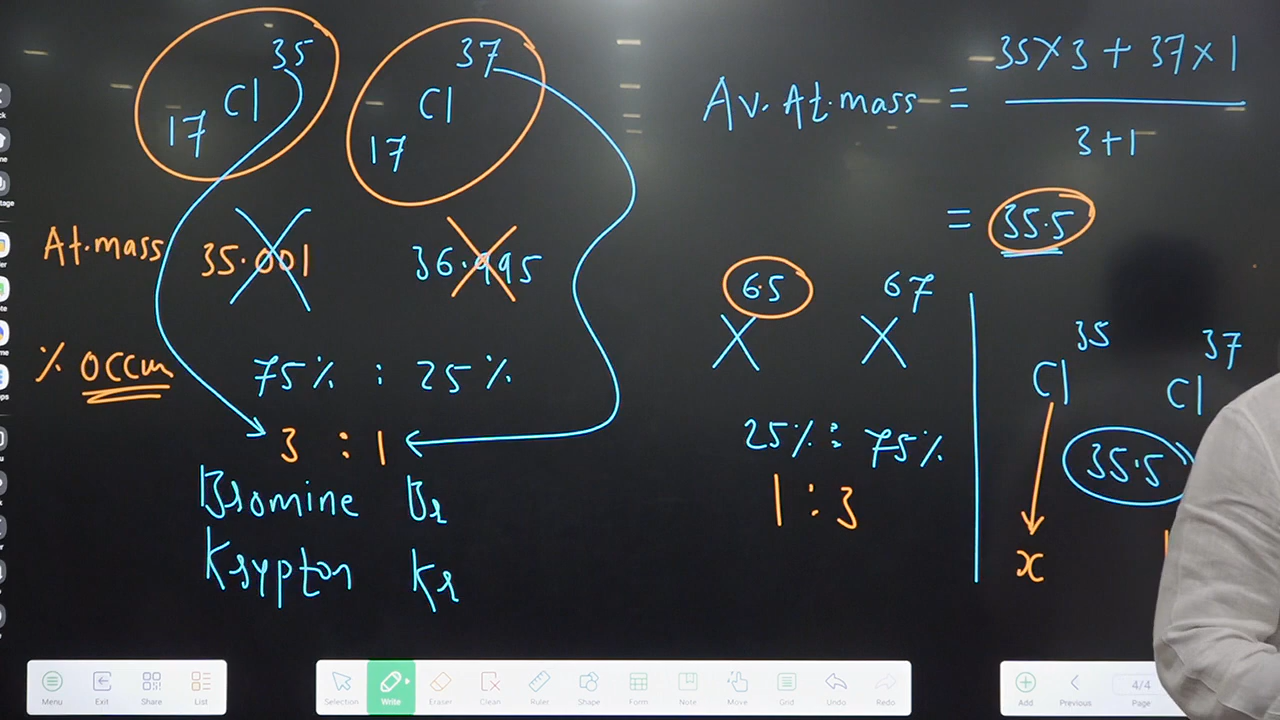 35 37
Cl Cl
17 17
At.mass 35.001 36.995
% OCCur
75% : 25%
3 : 1
Bromine Br
Krypton Kr
Av. At.mass = 35×3 + 37×1
3+1
= 35.5
65 67
X X
25% : 75%
1 : 3
35 37
Cl Cl
35.5
x
Menu Exit Share List
Selection Write Eraser Clean Ruler Shape Form Note Move Grid Undo Redo
Add Previous 4/4 Page